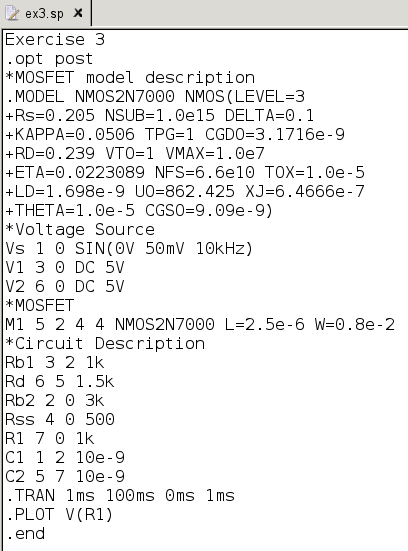 ex3.sp
Exercise 3
.opt post
*MOSFET model description
.MODEL NMOS2N7000 NMOS(LEVEL=3
+Rs=0.205 NSUB=1.0e15 DELTA=0.1
+KAPPA=0.0506 TPG=1 CGDO=3.1716e-9
+RD=0.239 VTO=1 VMAX=1.0e7
+ETA=0.0223089 NFS=6.6e10 TOX=1.0e-5
+LD=1.698e-9 UO=862.425 XJ=6.4666e-7
+THETA=1.0e-5 CGSO=9.09e-9)
*Voltage Source
Vs 1 0 SIN(0V 50mV 10kHz)
V1 3 0 DC 5V
V2 6 0 DC 5V
*MOSFET
M1 5 2 4 4 NMOS2N7000 L=2.5e-6 W=0.8e-2
*Circuit Description
Rb1 3 2 1k
Rd 6 5 1.5k
Rb2 2 0 3k
Rss 4 0 500
R1 7 0 1k
C1 1 2 10e-9
C2 5 7 10e-9
.TRAN 1ms 100ms 0ms 1ms
.PLOT V(R1)
.end